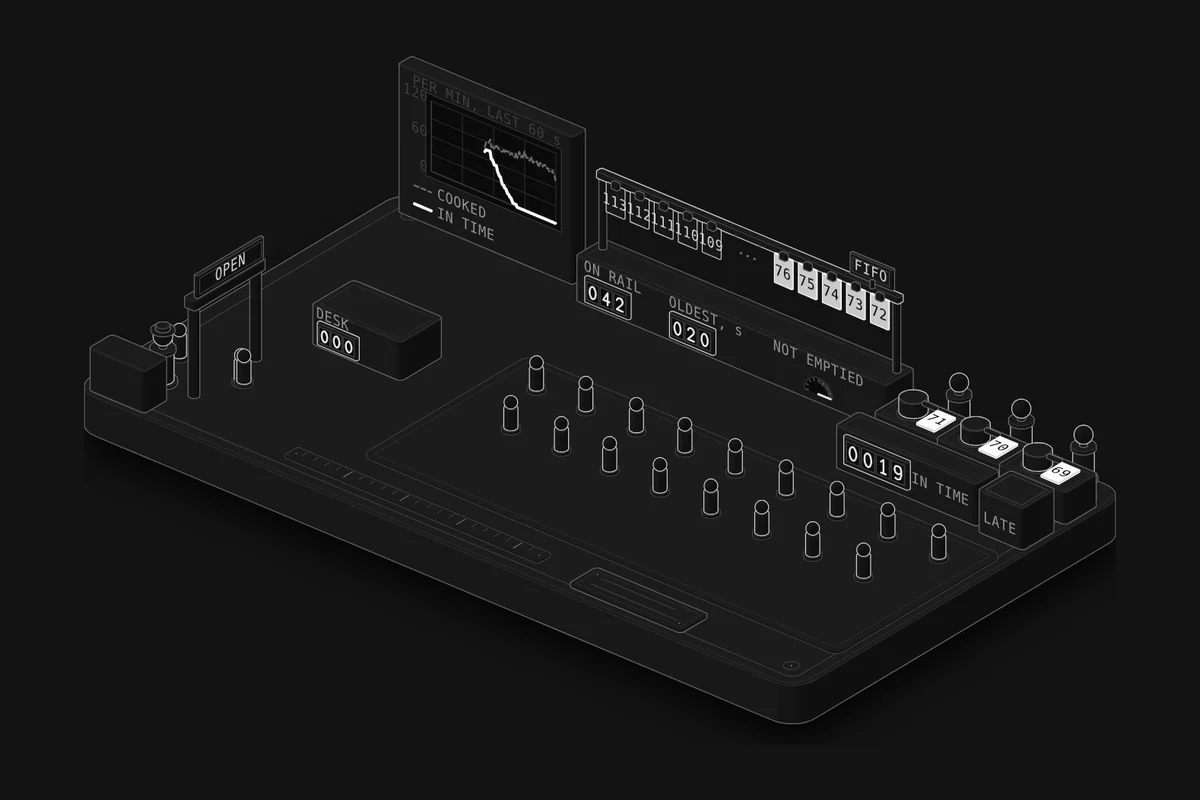 PER MIN, LAST 60 s
120
60
0
COOKED
IN TIME
OPEN
DESK
000
113 112 111 110 109 ... 76 75 74 73 72
FIFO
ON RAIL
042
OLDEST, s
020
NOT EMPTIED
71
70
69
0019 IN TIME
LATE